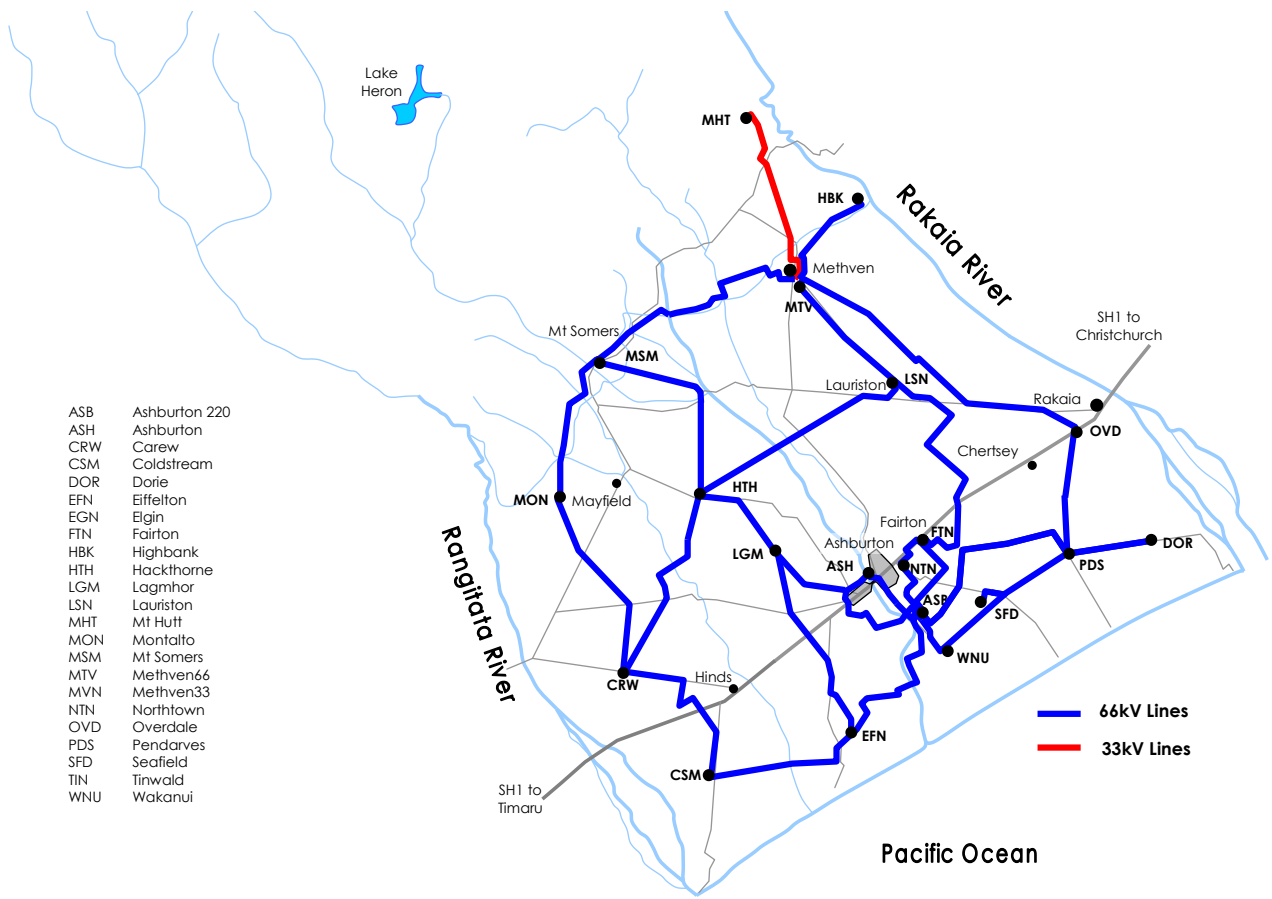 Lake
Heron
MHT
HBK
Rakaia River
Methven
MTV
SH1 to
Christchurch
Mt Somers
MSM
Lauriston
LSN
Rakaia
OVD
Chertsey
MON
Mayfield
HTH
Fairton
FTN
Ashburton
LGM
ASH
NTN
DOR
PDS
ASB
SFD
WNU
Rangitata River
CRW
Hinds
EFN
CSM
SH1 to
Timaru
ASB Ashburton 220
ASH Ashburton
CRW Carew
CSM Coldstream
DOR Dorie
EFN Eiffelton
EGN Elgin
FTN Fairton
HBK Highbank
HTH Hackthorne
LGM Lagmhor
LSN Lauriston
MHT Mt Hutt
MON Montalto
MSM Mt Somers
MTV Methven66
MVN Methven33
NTN Northtown
OVD Overdale
PDS Pendarves
SFD Seafield
TIN Tinwald
WNU Wakanui
66kV Lines
33kV Lines
Pacific Ocean